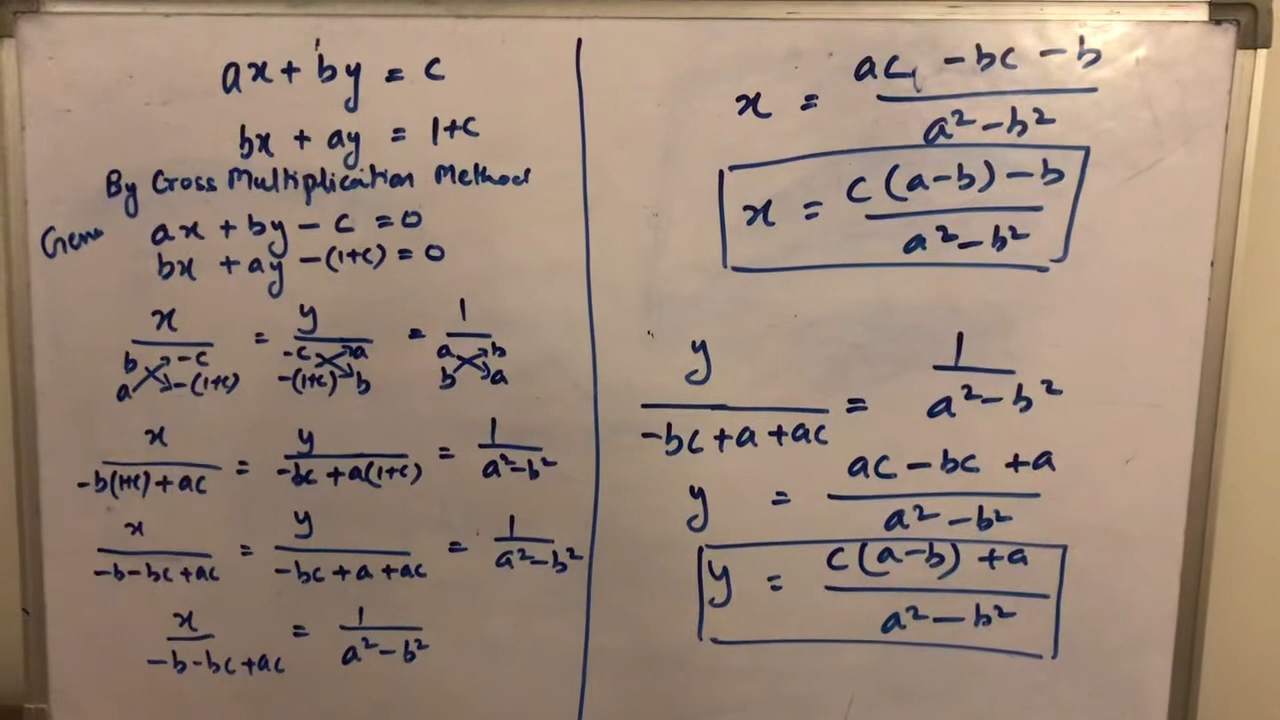 ax + by = c
bx + ay = 1+c
By Cross Multiplication Method
Gen
ax + by - c = 0
bx + ay - (1+c) = 0
x/(b -c a -(1+c)) = y/(-c a -(1+c) b) = 1/(a b b a)
x/(-b(1+c) + ac) = y/(-bc + a(1+c)) = 1/(a² - b²)
x/(-b - bc + ac) = y/(-bc + a + ac) = 1/(a² - b²)
x/(-b - bc + ac) = 1/(a² - b²)
x = (ac - bc - b)/(a² - b²)
x = (c(a-b) - b)/(a² - b²)
y/(-bc + a + ac) = 1/(a² - b²)
y = (ac - bc + a)/(a² - b²)
y = (c(a-b) + a)/(a² - b²)